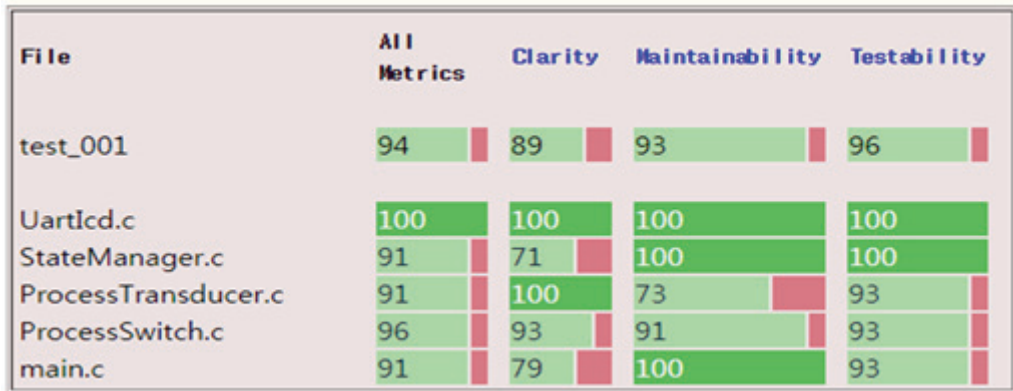 File All Metrics Clarity Maintainability Testability
test_001 94 89 93 96
UartIcd.c 100 100 100 100
StateManager.c 91 71 100 100
ProcessTransducer.c 91 100 73 93
ProcessSwitch.c 96 93 91 93
main.c 91 79 100 93